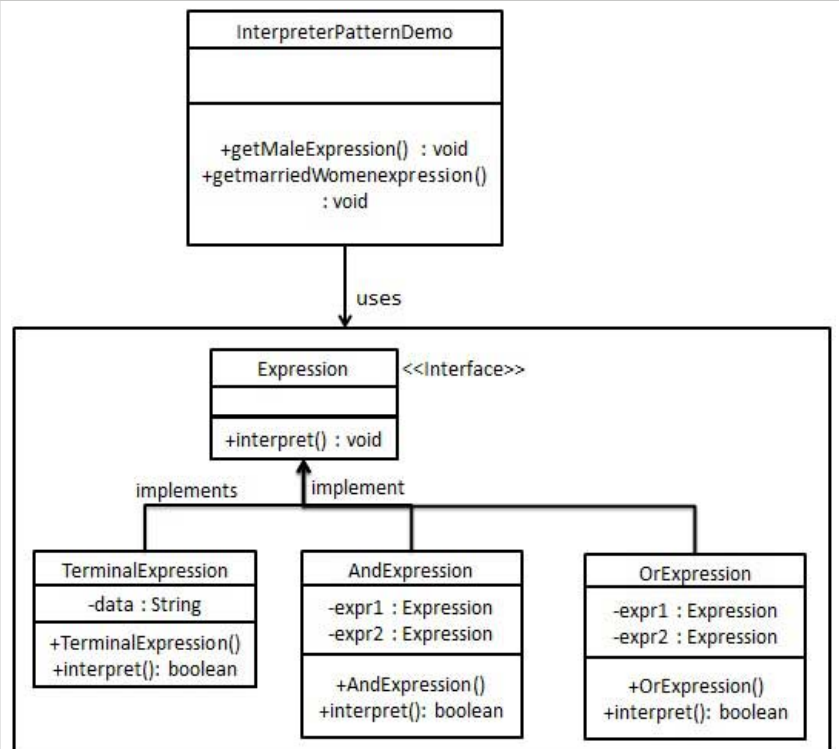 InterpreterPatternDemo
+getMaleExpression() : void
+getmarriedWomenexpression()
: void
uses
Expression
<<Interface>>
+interpret() : void
implements
implement
TerminalExpression
-data : String
+TerminalExpression()
+interpret(): boolean
AndExpression
-expr1 : Expression
-expr2 : Expression
+AndExpression()
+interpret(): boolean
OrExpression
-expr1 : Expression
-expr2 : Expression
+OrExpression()
+interpret(): boolean